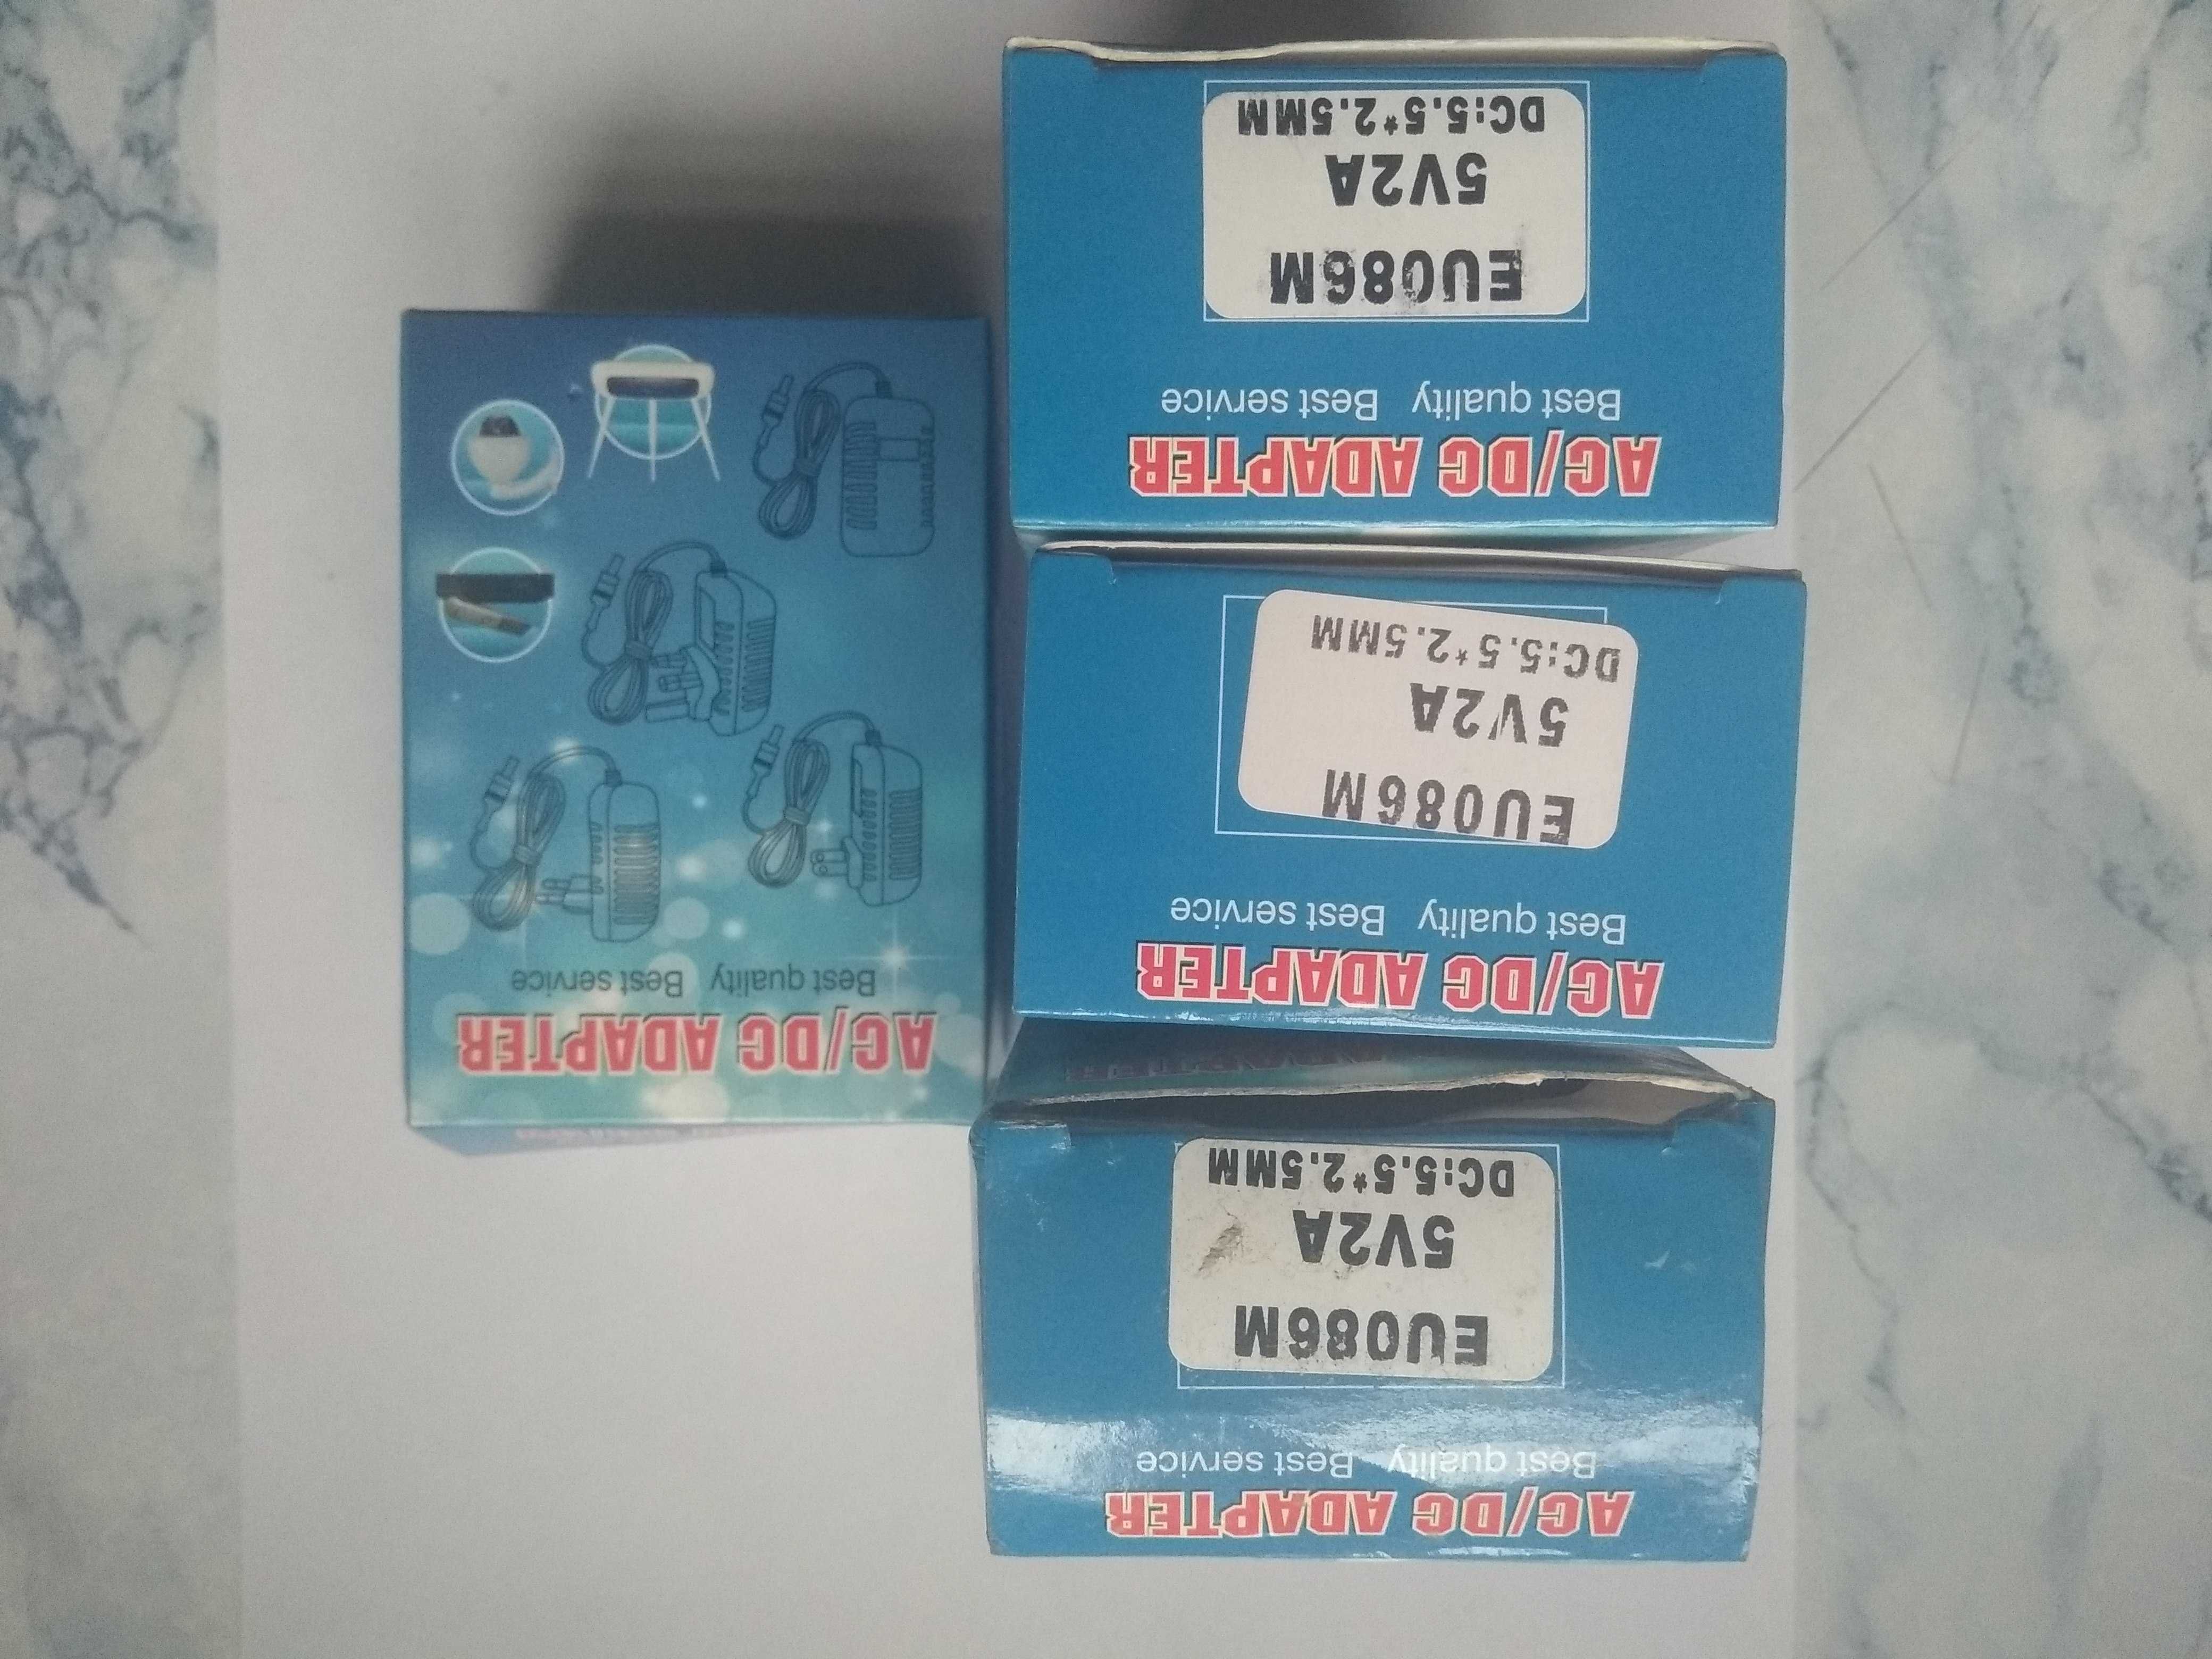 AC/DC ADAPTER
Best quality Best service
EU086M
5V2A
DC:5.5*2.5MM
AC/DC ADAPTER
Best quality Best service
EU086M
5V2A
DC:5.5*2.5MM
AC/DC ADAPTER
Best quality Best service
EU086M
5V2A
DC:5.5*2.5MM
AC/DC ADAPTER
Best quality Best service